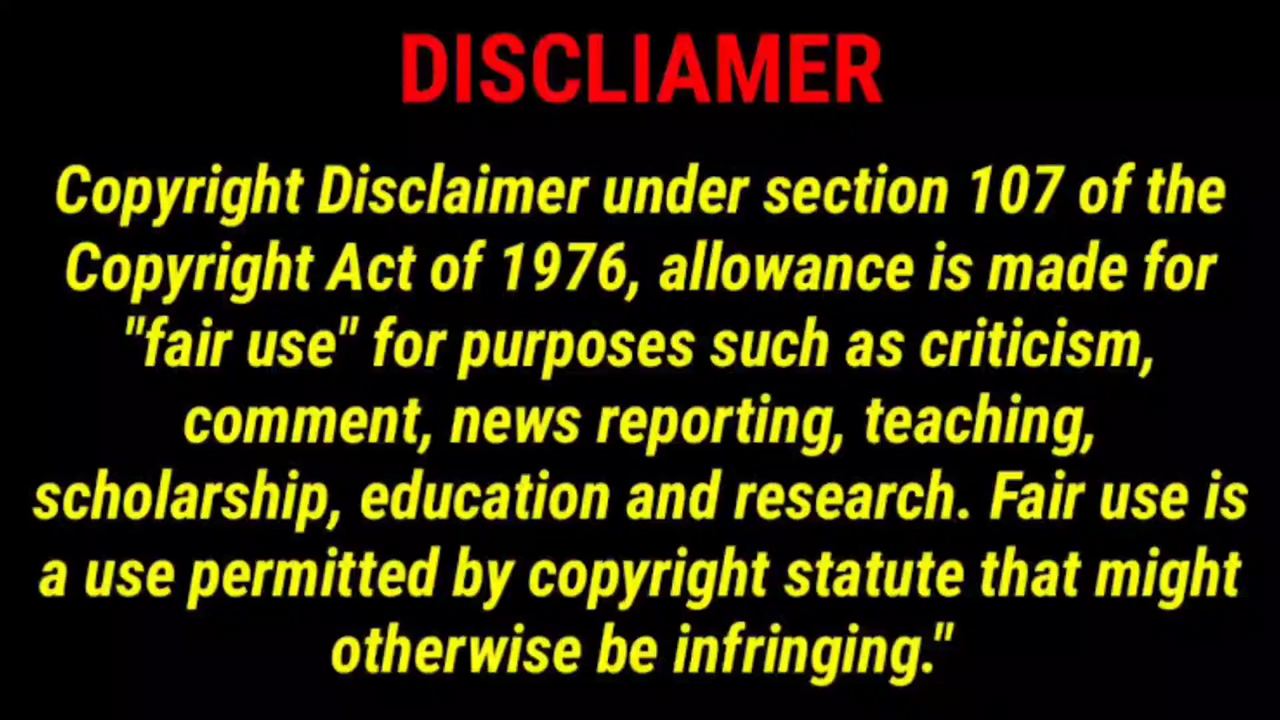 DISCLIAMER
Copyright Disclaimer under section 107 of the
Copyright Act of 1976, allowance is made for
"fair use" for purposes such as criticism,
comment, news reporting, teaching,
scholarship, education and research. Fair use is
a use permitted by copyright statute that might
otherwise be infringing."